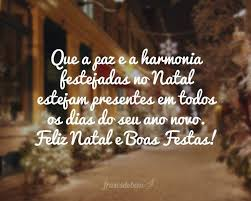 Que a paz e a harmonia
festejadas no Natal
estejam presentes em todos
os dias do seu ano novo.
Feliz Natal e Boas Festas!